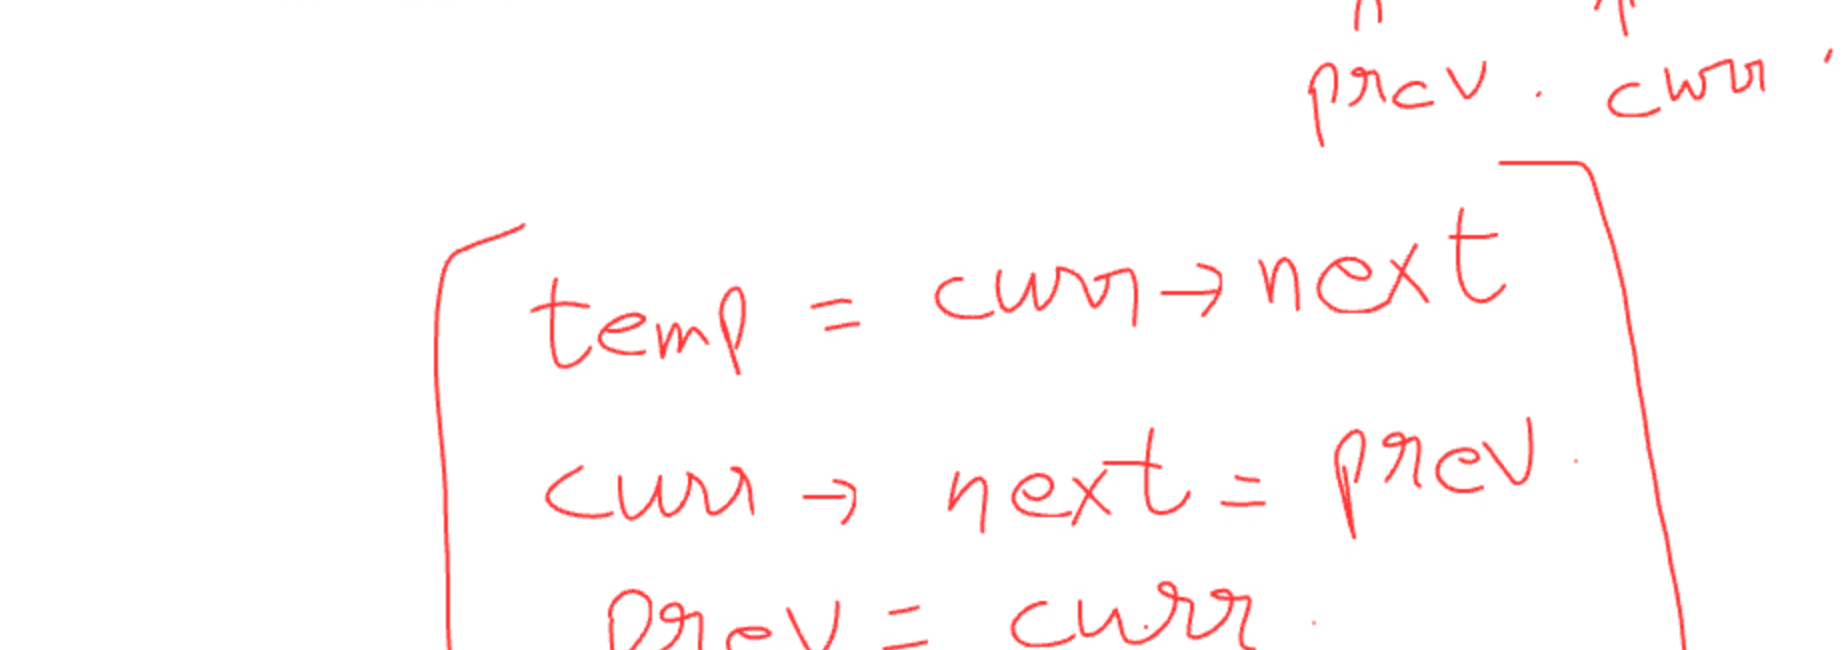 prev. curr
temp = curr → next
curr → next = prev.
prev = curr.